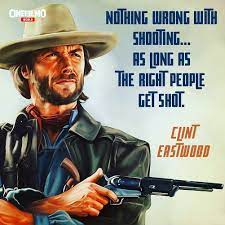 NOTHING WRONG WITH
SHOOTING...
AS LONG AS
THE RIGHT PEOPLE
GET SHOT.
CLINT
EASTWOOD